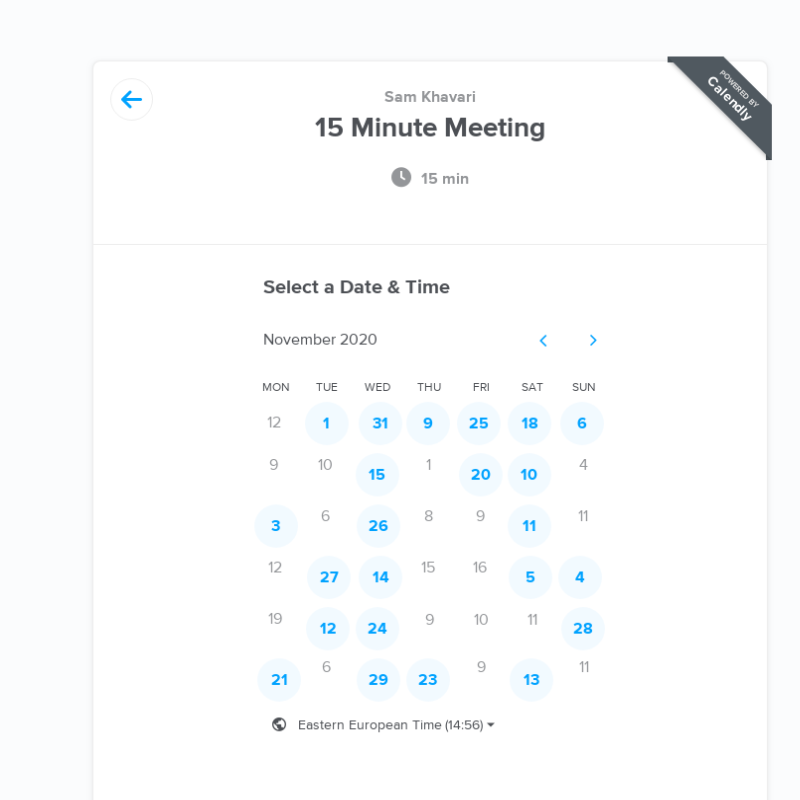 Sam Khavari
15 Minute Meeting
15 min
POWERED BY
Calendly
Select a Date & Time
November 2020
MON TUE WED THU FRI SAT SUN
12 1 31 9 25 18 6
9 10 15 1 20 10 4
3 6 26 8 9 11 11
12 27 14 15 16 5 4
19 12 24 9 10 11 28
21 6 29 23 9 13 11
Eastern European Time (14:56)